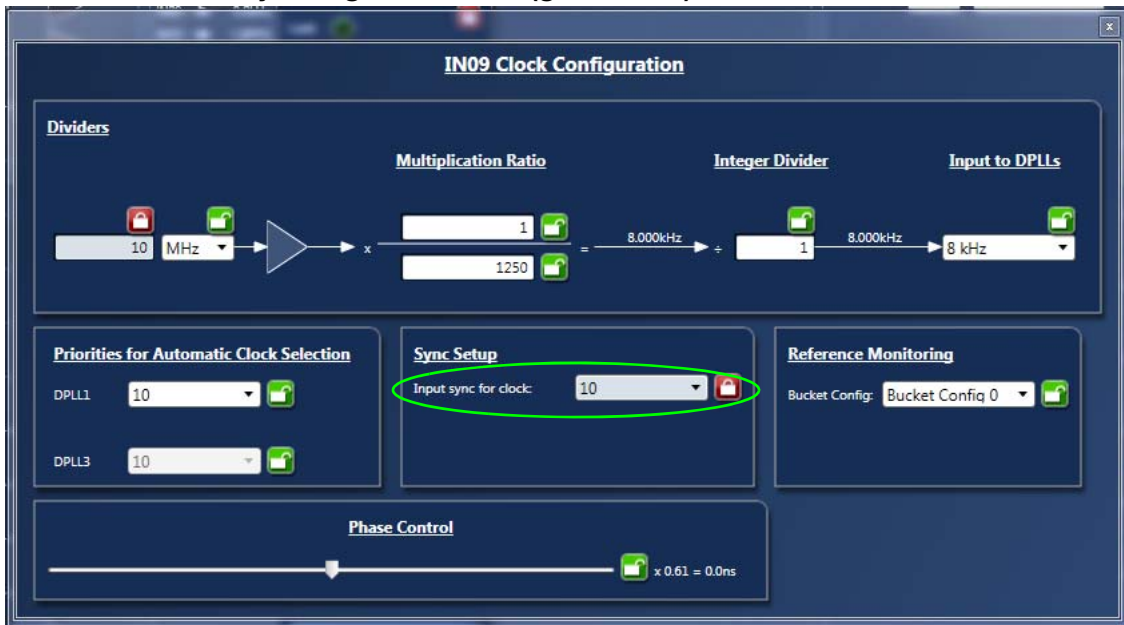 x
IN09 Clock Configuration
Dividers
Multiplication Ratio Integer Divider Input to DPLLs
10 MHz x 1 = 8.000kHz ÷ 1 8.000kHz 8 kHz
1250
Priorities for Automatic Clock Selection
DPLL1 10
DPLL3 10
Sync Setup
Input sync for clock: 10
Reference Monitoring
Bucket Config: Bucket Config 0
Phase Control
x 0.61 = 0.0ns